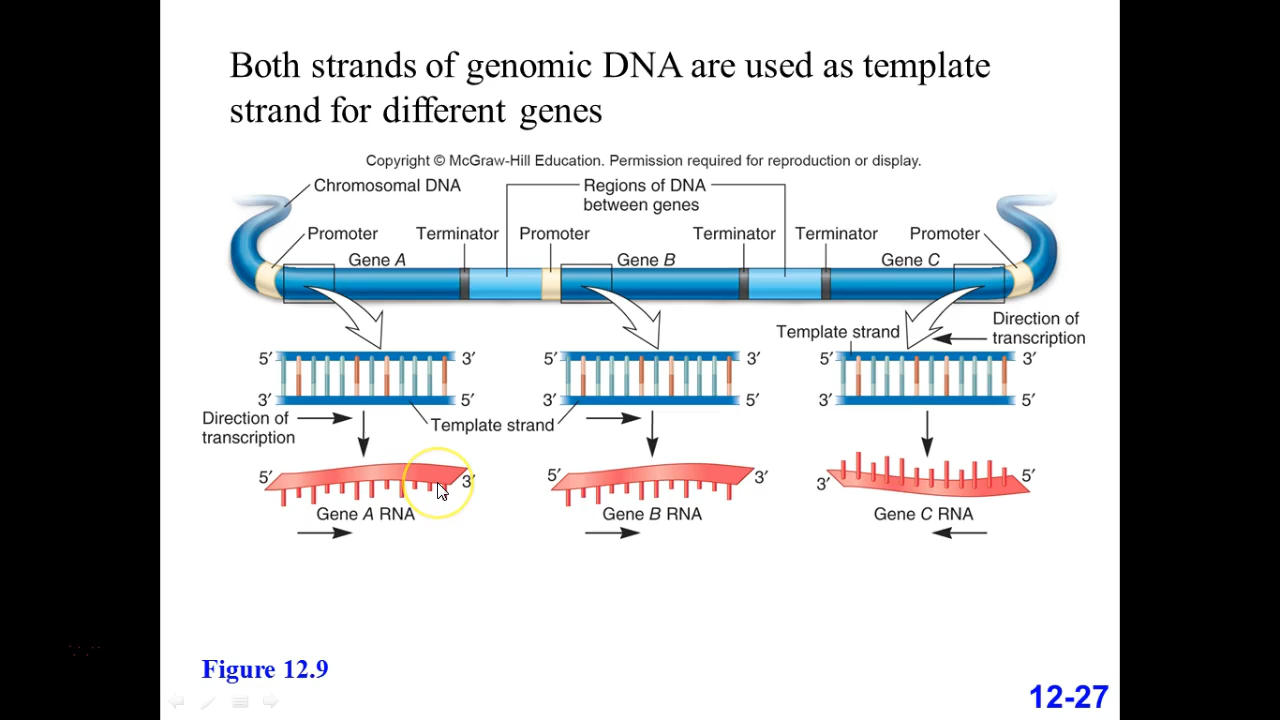 Both strands of genomic DNA are used as template
strand for different genes
Copyright © McGraw-Hill Education. Permission required for reproduction or display.
Chromosomal DNA
Regions of DNA
between genes
Promoter
Terminator
Promoter
Terminator
Terminator
Promoter
Gene A
Gene B
Gene C
Direction of
transcription
Template strand
5′ 3′
5′ 3′
5′ 3′
3′ 5′
3′ 5′
3′ 5′
Direction of
transcription
Template strand
5′ 3′
5′ 3′
3′ 5′
Gene A RNA
Gene B RNA
Gene C RNA
Figure 12.9
12-27